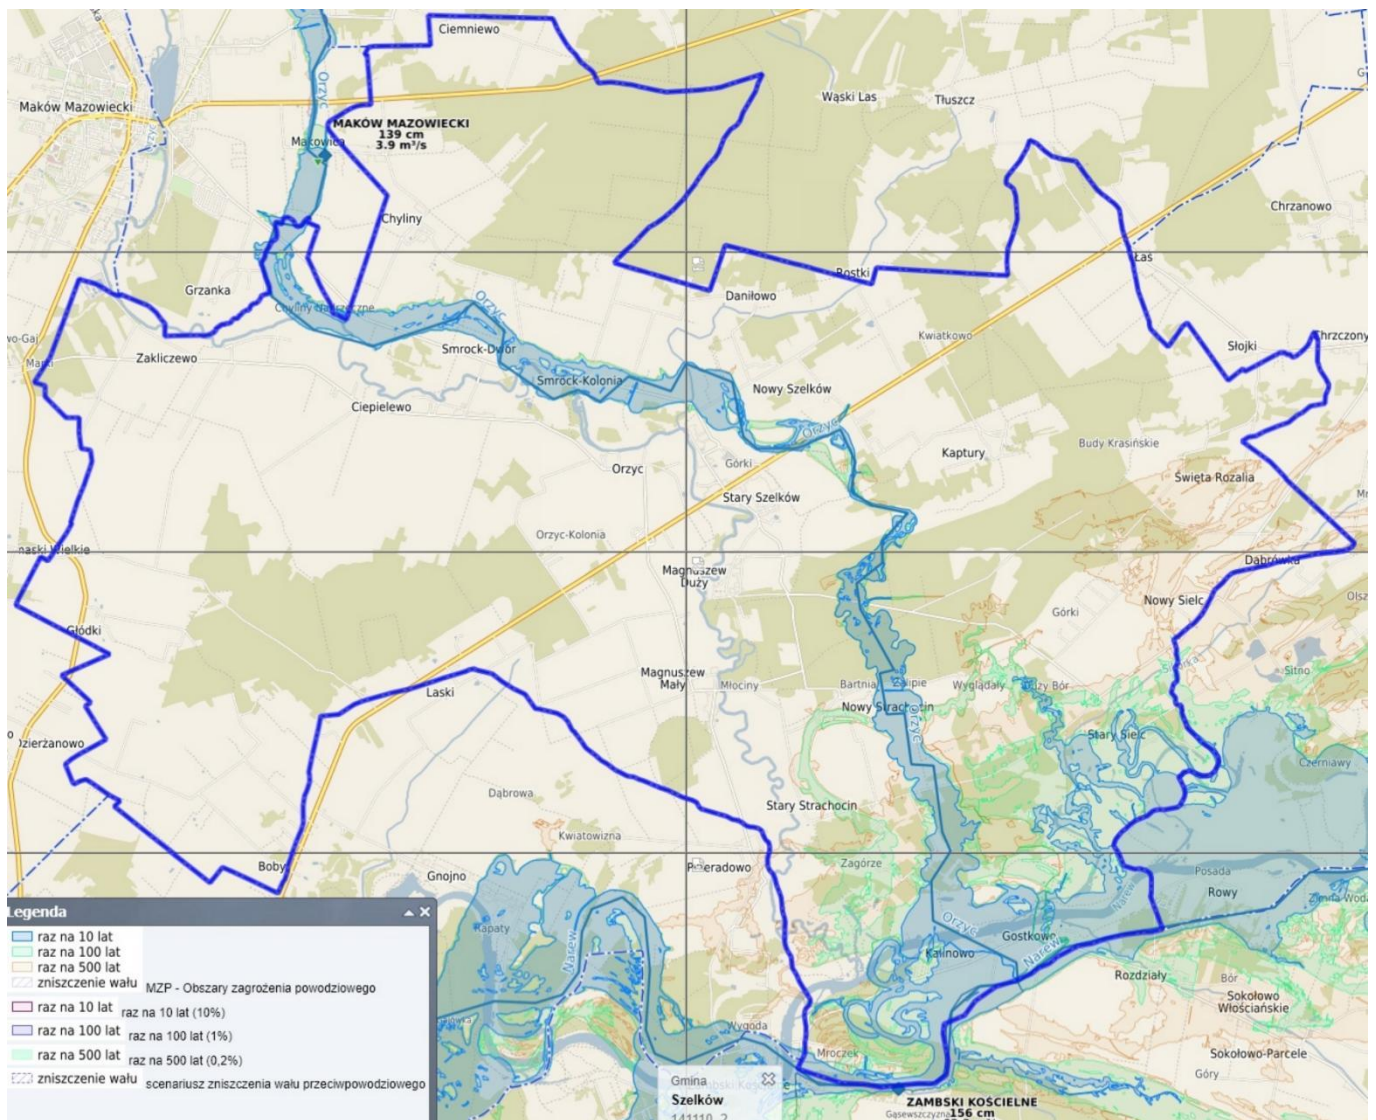 Ciemniewo
Orzyc
Wąski Las
Tłuszcz
Maków Mazowiecki
MAKÓW MAZOWIECKI
139 cm
3.9 m³/s
Makowica
Chyliny
Chrzanowo
Łaś
Rostki
Grzanka
Daniłowo
Orzyc
Kwiatkowo
Chrzczony
Słojki
Zakliczewo
Smrock-Dwór
Smrock-Kolonia
Nowy Szelków
Ciepielewo
Orzyc
Budy Krasińskie
Kaptury
Górki
Orzyc
Święta Rozalia
Stary Szelków
Orzyc-Kolonia
Dąbrówka
Magnuszew
Duży
Nowy Sielc
Górki
Głódki
Sitno
Magnuszew
Mały
Młociny
Laski
Wyglądały
Nowy Strachocin
Orzyc
Stary Sielc
Dzierżanowo
Czerniawy
Dąbrowa
Stary Strachocin
Kwiatowizna
Zagórze
Boby
Gnojno
Posada
Rowy
Narew
Orzyc
Gostkowo
Narew
Kalinowo
Narew
Rozdziały
Bór
Sokołowo
Włościańskie
Wygoda
Mroczek
Sokołowo-Parcele
Góry
ZAMBSKI KOŚCIELNE
156 cm
Legenda
raz na 10 lat
raz na 100 lat
raz na 500 lat
zniszczenie wału MZP - Obszary zagrożenia powodziowego
raz na 10 lat raz na 10 lat (10%)
raz na 100 lat raz na 100 lat (1%)
raz na 500 lat raz na 500 lat (0,2%)
zniszczenie wału scenariusz zniszczenia wału przeciwpowodziowego
Gmina
Szelków